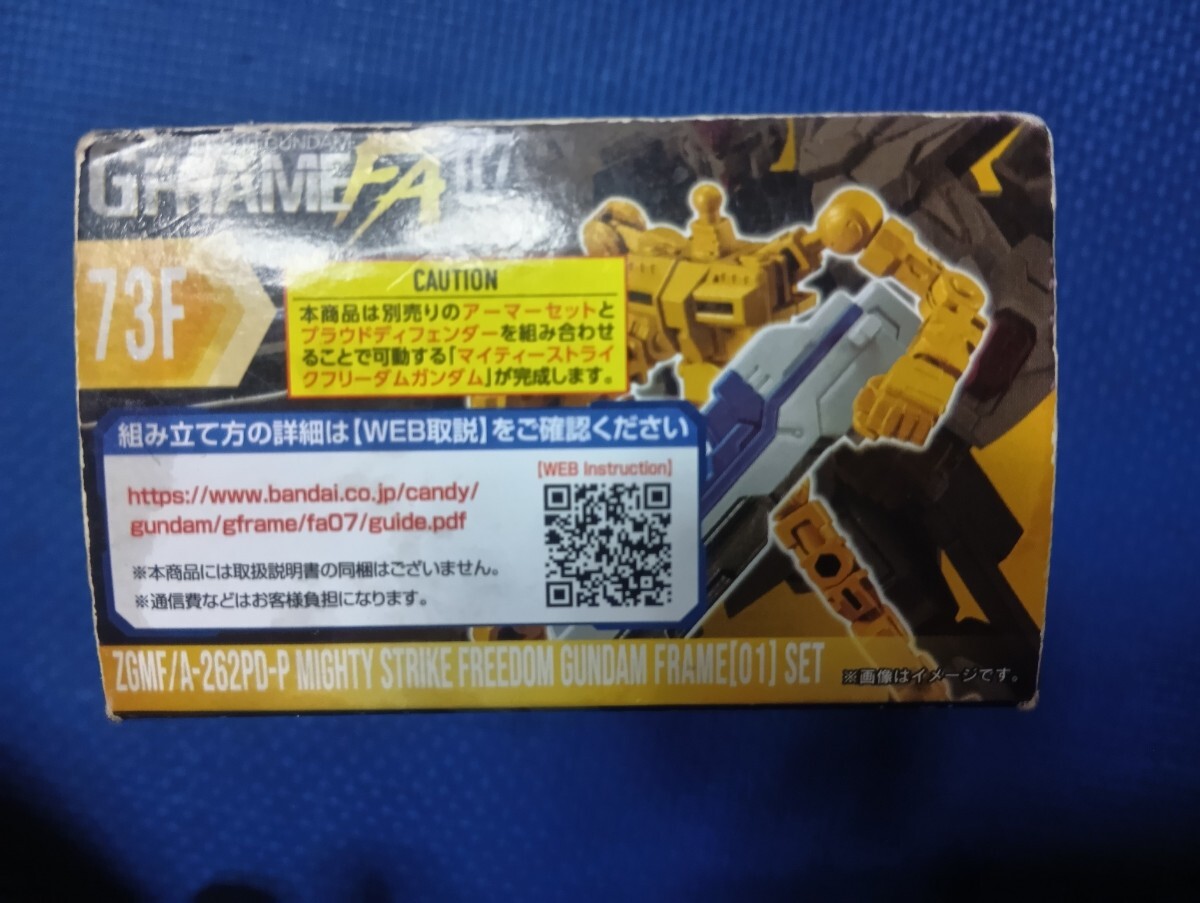 GFRAMEFA 07
73F
CAUTION
本商品は別売りのアーマーセットと
プラウドディフェンダーを組み合わせ
ることで可動する「マイティーストライ
クフリーダムガンダム」が完成します。
組み立て方の詳細は【WEB取説】をご確認ください
【WEB Instruction】
https://www.bandai.co.jp/candy/
gundam/gframe/fa07/guide.pdf
※本商品には取扱説明書の同梱はございません。
※通信費などはお客様負担になります。
ZGMF/A-262PD-P MIGHTY STRIKE FREEDOM GUNDAM FRAME[01] SET
※画像はイメージです。